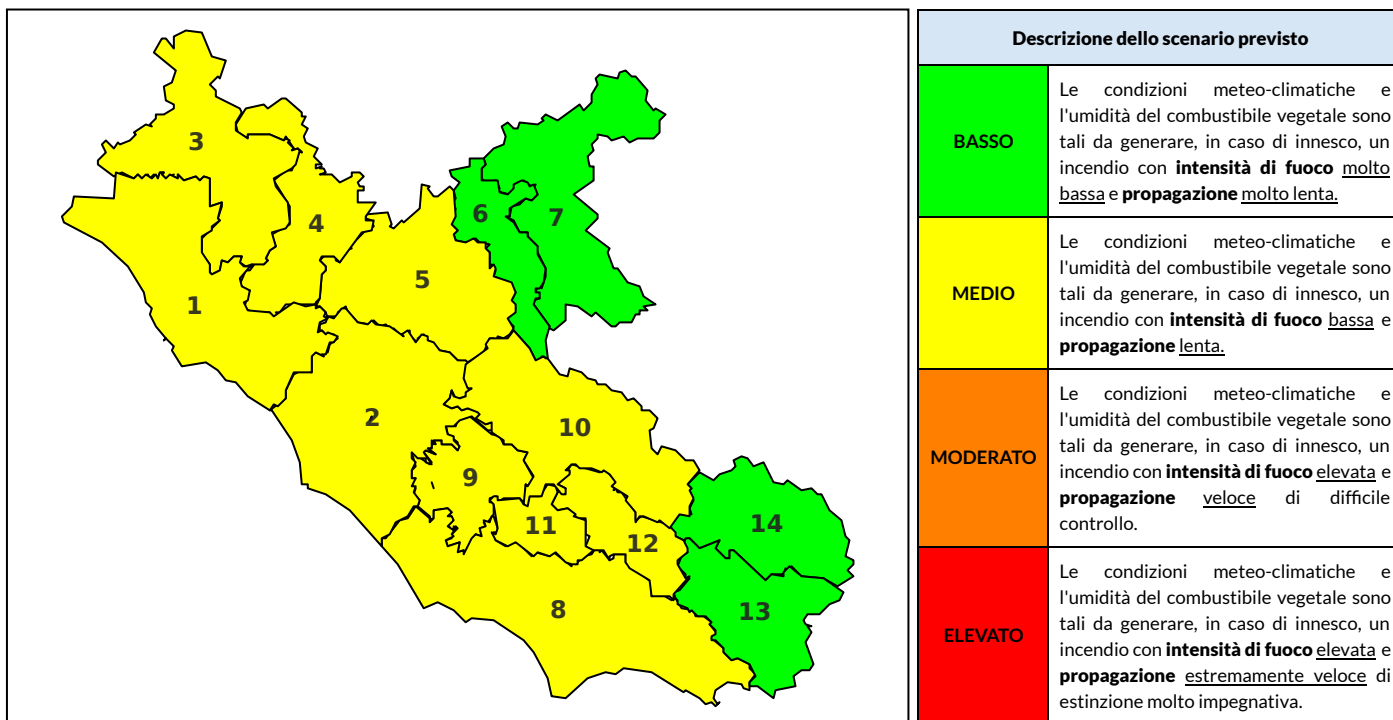 3
4
6
7
5
1
2
10
9
11
12
14
8
13
Descrizione dello scenario previsto
BASSO
Le condizioni meteo-climatiche e
l'umidità del combustibile vegetale sono
tali da generare, in caso di innesco, un
incendio con intensità di fuoco molto
bassa e propagazione molto lenta.
MEDIO
Le condizioni meteo-climatiche e
l'umidità del combustibile vegetale sono
tali da generare, in caso di innesco, un
incendio con intensità di fuoco bassa e
propagazione lenta.
MODERATO
Le condizioni meteo-climatiche e
l'umidità del combustibile vegetale sono
tali da generare, in caso di innesco, un
incendio con intensità di fuoco elevata e
propagazione veloce di difficile
controllo.
ELEVATO
Le condizioni meteo-climatiche e
l'umidità del combustibile vegetale sono
tali da generare, in caso di innesco, un
incendio con intensità di fuoco elevata e
propagazione estremamente veloce di
estinzione molto impegnativa.